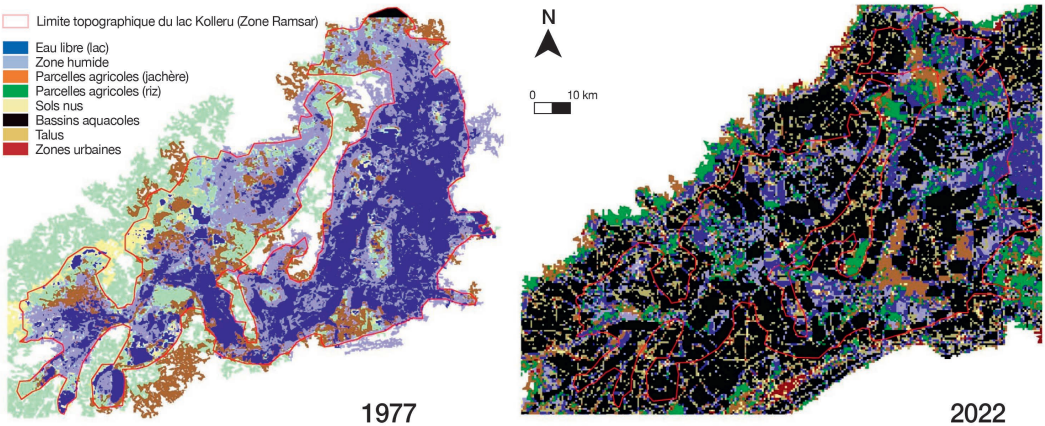 Limite topographique du lac Kolleru (Zone Ramsar)
Eau libre (lac)
Zone humide
Parcelles agricoles (jachère)
Parcelles agricoles (riz)
Sols nus
Bassins aquacoles
Talus
Zones urbaines
N
0 10 km
1977
2022